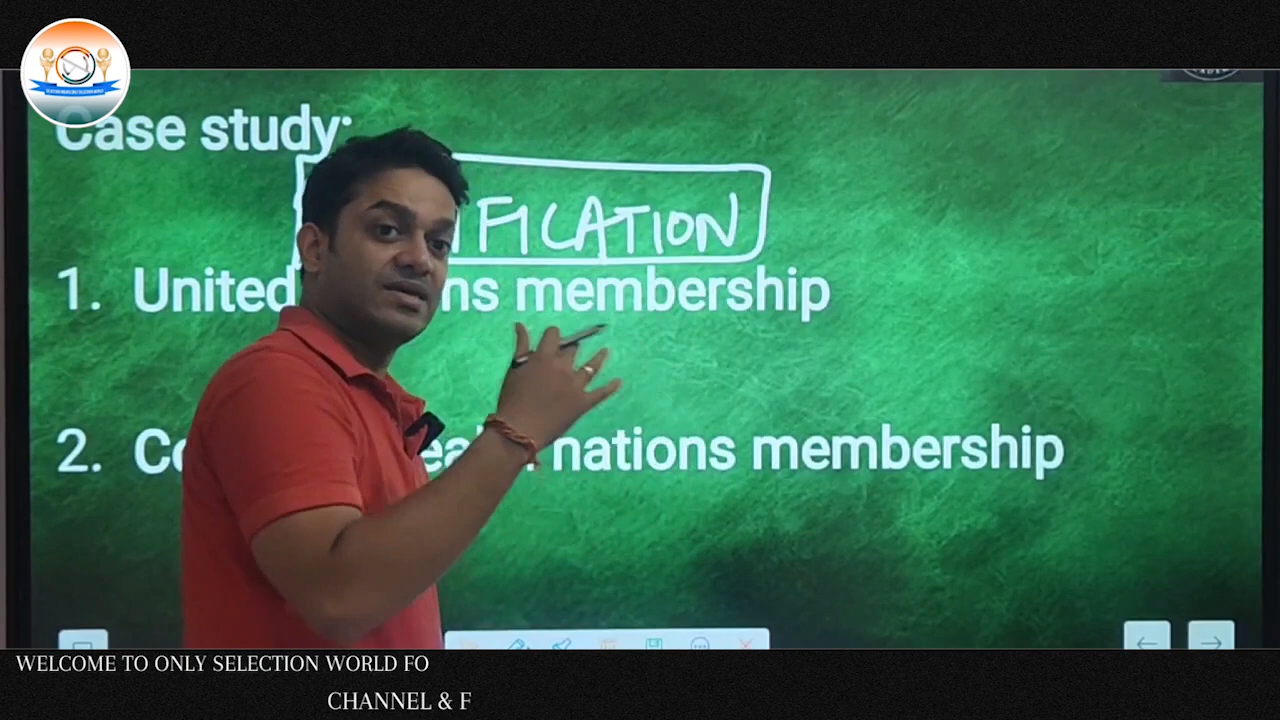 Case study:
FICATION
1. United ns membership
2. Co nations membership
WELCOME TO ONLY SELECTION WORLD FO
CHANNEL & F